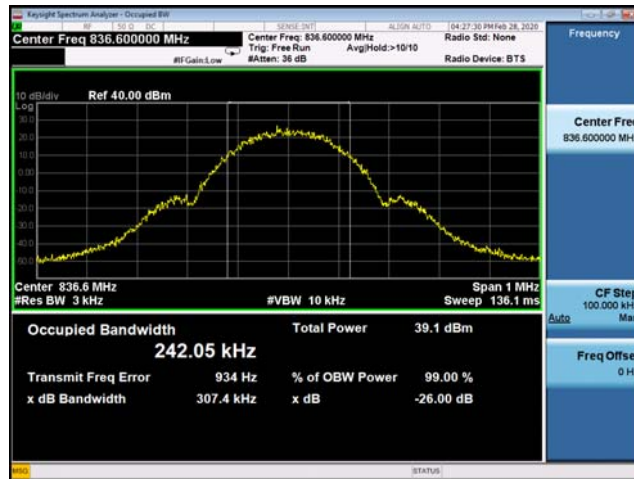 Keysight Spectrum Analyzer - Occupied BW
RF 50 Ω DC SENSE:INT ALIGN AUTO 04:27:30 PM Feb 28, 2020
Center Freq 836.600000 MHz
Center Freq: 836.600000 MHz
Radio Std: None
Trig: Free Run Avg|Hold:>10/10
#IFGain:Low #Atten: 36 dB Radio Device: BTS
Frequency
10 dB/div Ref 40.00 dBm
Log
30.0
20.0
10.0
0.00
-10.0
-20.0
-30.0
-40.0
-50.0
Center 836.6 MHz Span 1 MHz
#Res BW 3 kHz #VBW 10 kHz Sweep 136.1 ms
Center Fre
836.600000 MH
CF Step
100.000 kH
Auto Ma
Freq Offse
0 H
Occupied Bandwidth Total Power 39.1 dBm
242.05 kHz
Transmit Freq Error 934 Hz % of OBW Power 99.00 %
x dB Bandwidth 307.4 kHz x dB -26.00 dB
MSG STATUS